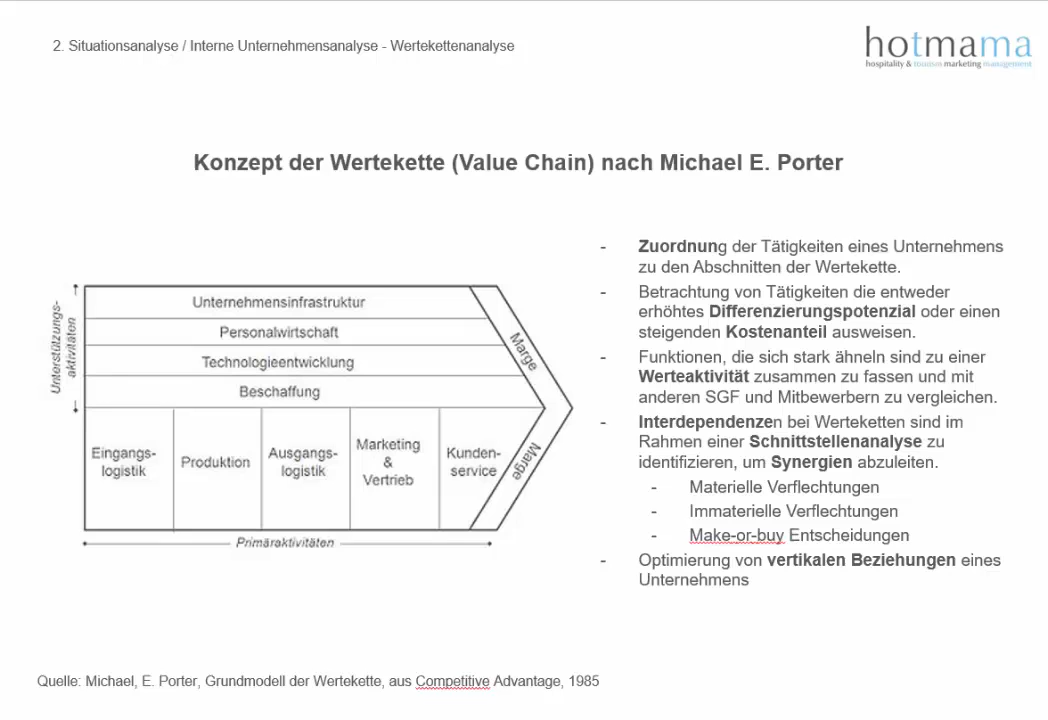 2. Situationsanalyse / Interne Unternehmensanalyse - Wertekettenanalyse
hotmama
hospitality & tourism marketing management
Konzept der Wertekette (Value Chain) nach Michael E. Porter
Unterstützungs-
aktivitäten
Unternehmensinfrastruktur
Personalwirtschaft
Technologieentwicklung
Beschaffung
Eingangs-
logistik
Produktion
Ausgangs-
logistik
Marketing
&
Vertrieb
Kunden-
service
Marge
Marge
Primäraktivitäten
- Zuordnung der Tätigkeiten eines Unternehmens
zu den Abschnitten der Wertekette.
- Betrachtung von Tätigkeiten die entweder
erhöhtes Differenzierungspotenzial oder einen
steigenden Kostenanteil ausweisen.
- Funktionen, die sich stark ähneln sind zu einer
Werteaktivität zusammen zu fassen und mit
anderen SGF und Mitbewerbern zu vergleichen.
- Interdependenzen bei Werteketten sind im
Rahmen einer Schnittstellenanalyse zu
identifizieren, um Synergien abzuleiten.
- Materielle Verflechtungen
- Immaterielle Verflechtungen
- Make-or-buy Entscheidungen
- Optimierung von vertikalen Beziehungen eines
Unternehmens
Quelle: Michael, E. Porter, Grundmodell der Wertekette, aus Competitive Advantage, 1985